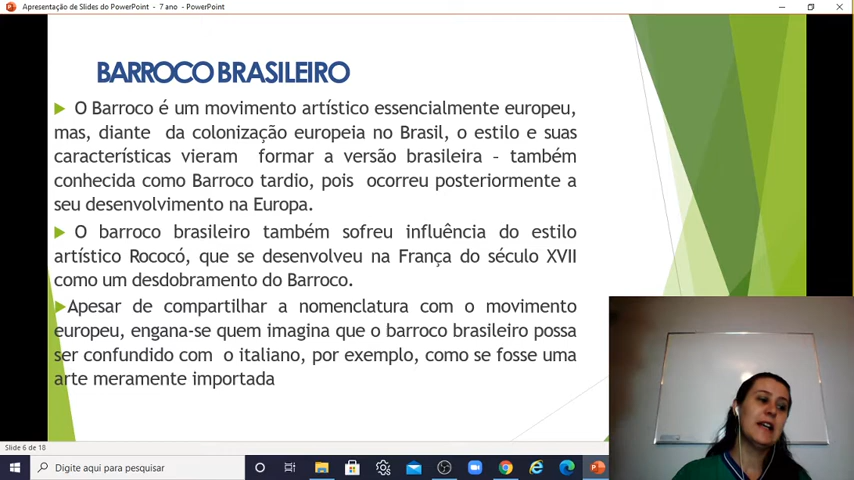 Apresentação de Slides do PowerPoint - 7 ano - PowerPoint
BARROCO BRASILEIRO
O Barroco é um movimento artístico essencialmente europeu,
mas, diante da colonização europeia no Brasil, o estilo e suas
características vieram formar a versão brasileira – também
conhecida como Barroco tardio, pois ocorreu posteriormente a
seu desenvolvimento na Europa.
O barroco brasileiro também sofreu influência do estilo
artístico Rococó, que se desenvolveu na França do século XVII
como um desdobramento do Barroco.
Apesar de compartilhar a nomenclatura com o movimento
europeu, engana-se quem imagina que o barroco brasileiro possa
ser confundido com o italiano, por exemplo, como se fosse uma
arte meramente importada
Slide 6 de 18
Digite aqui para pesquisar